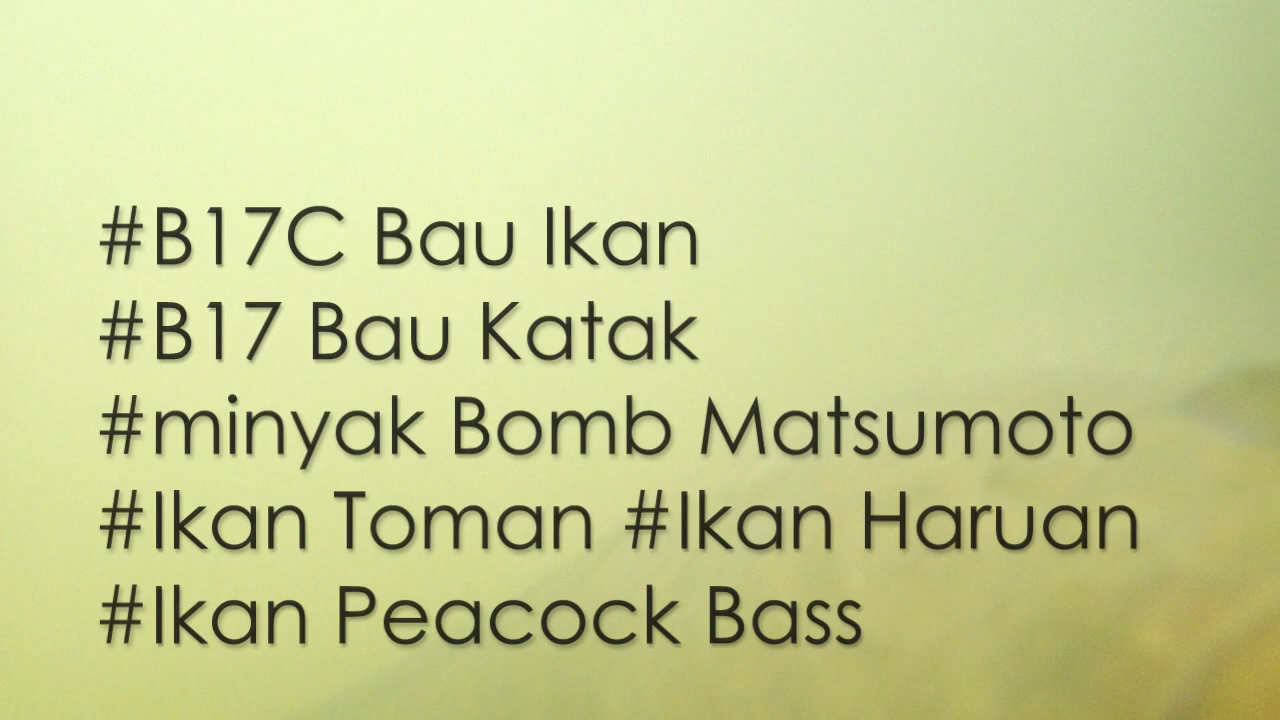 #B17C Bau Ikan
#B17 Bau Katak
#minyak Bomb Matsumoto
#Ikan Toman #Ikan Haruan
#Ikan Peacock Bass